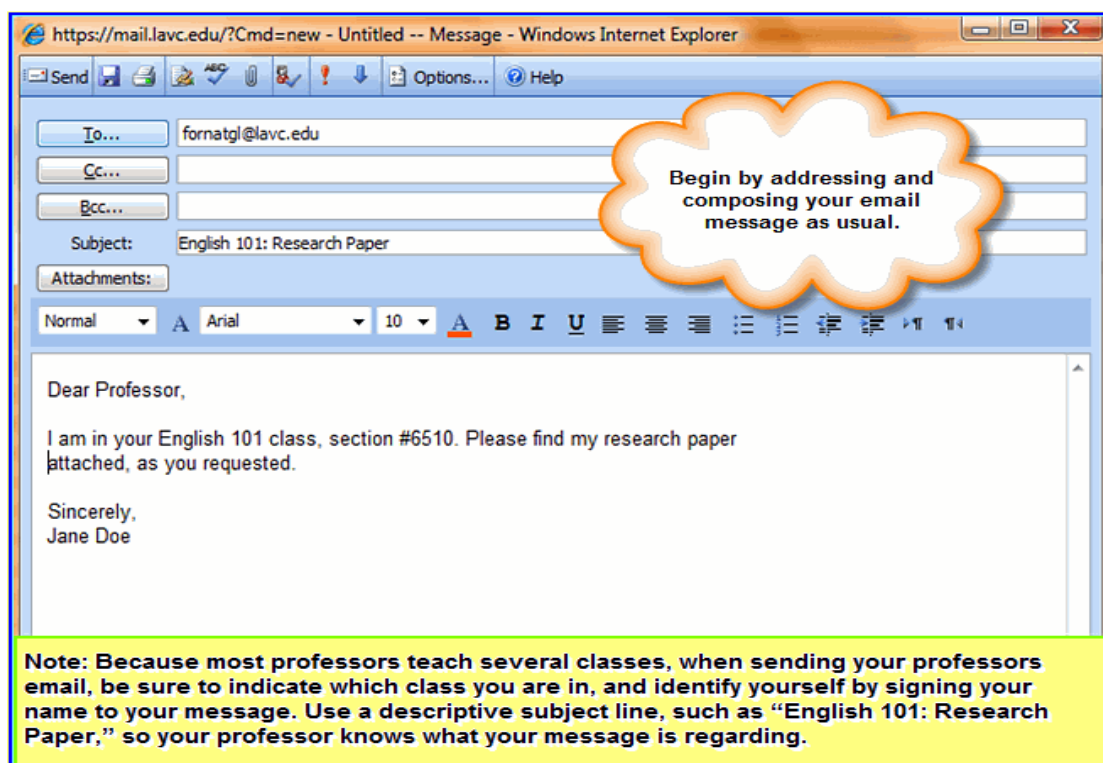 https://mail.lavc.edu/?Cmd=new - Untitled -- Message - Windows Internet Explorer
Send ABC Options... Help
To... fornatgl@lavc.edu
Cc...
Bcc...
Subject: English 101: Research Paper
Attachments:
Begin by addressing and
composing your email
message as usual.
Normal A Arial 10 A B I U
Dear Professor,
I am in your English 101 class, section #6510. Please find my research paper
attached, as you requested.
Sincerely,
Jane Doe
Note: Because most professors teach several classes, when sending your professors
email, be sure to indicate which class you are in, and identify yourself by signing your
name to your message. Use a descriptive subject line, such as “English 101: Research
Paper,” so your professor knows what your message is regarding.